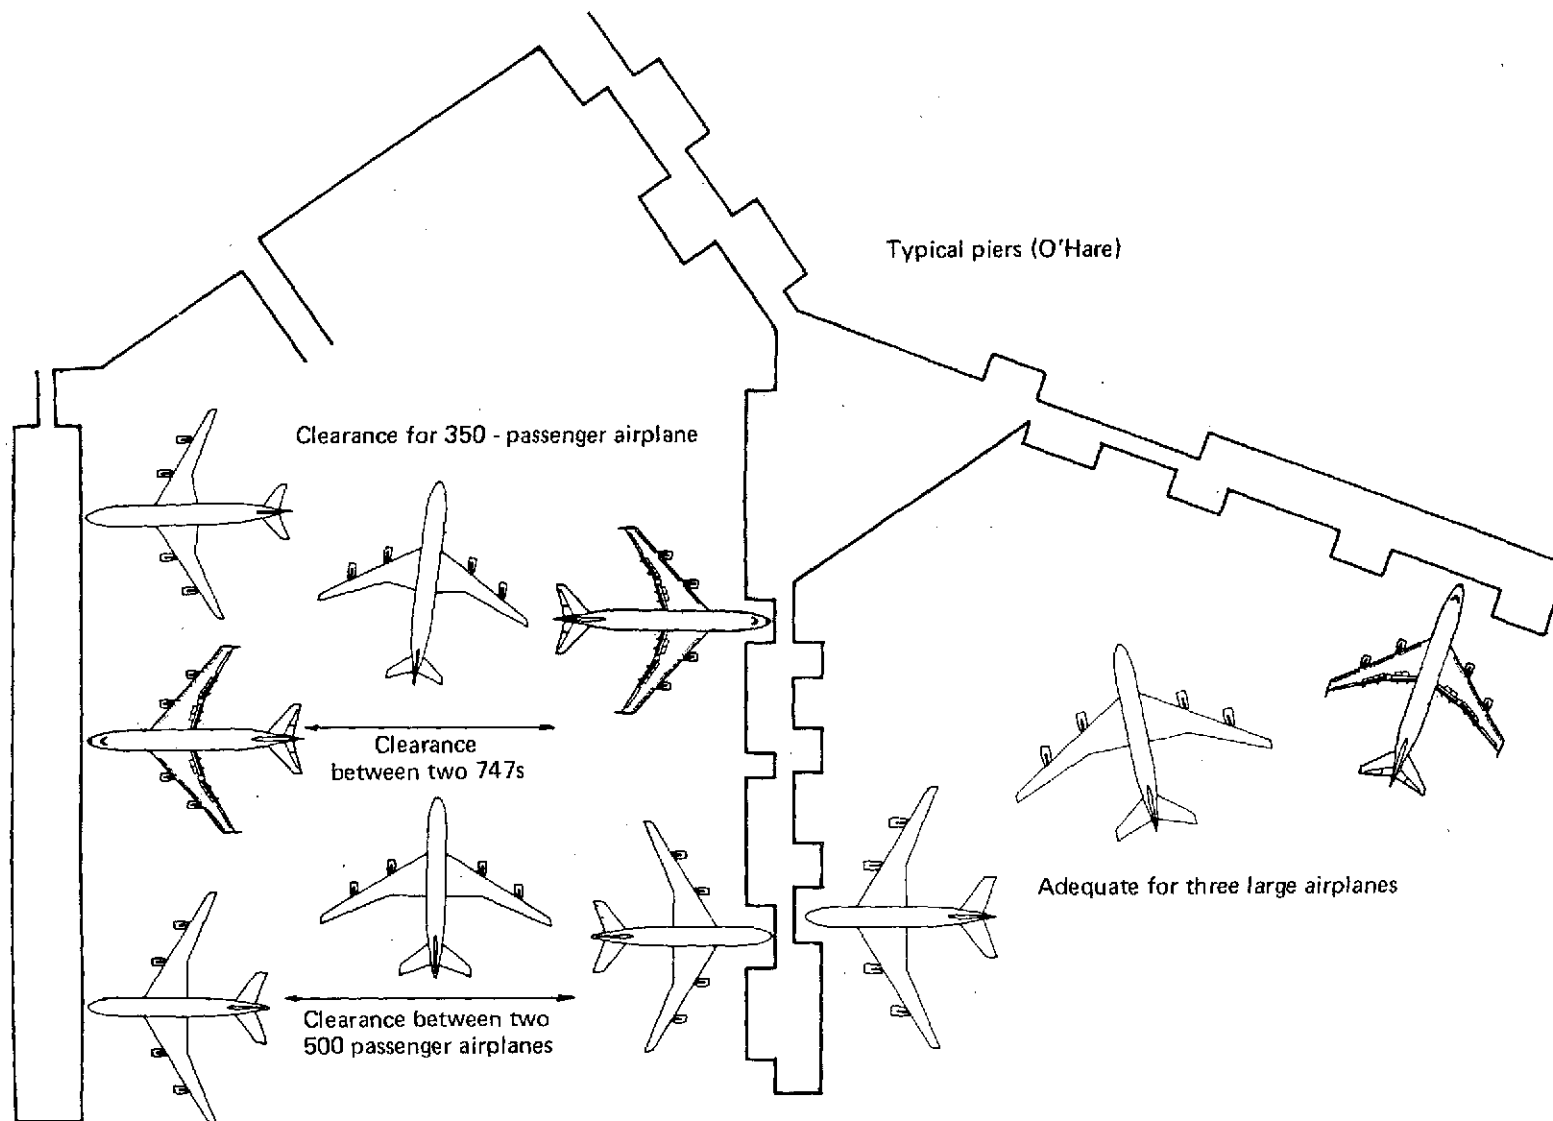 Typical piers (O'Hare)
Clearance for 350 - passenger airplane
Clearance
between two 747s
Adequate for three large airplanes
Clearance between two
500 passenger airplanes